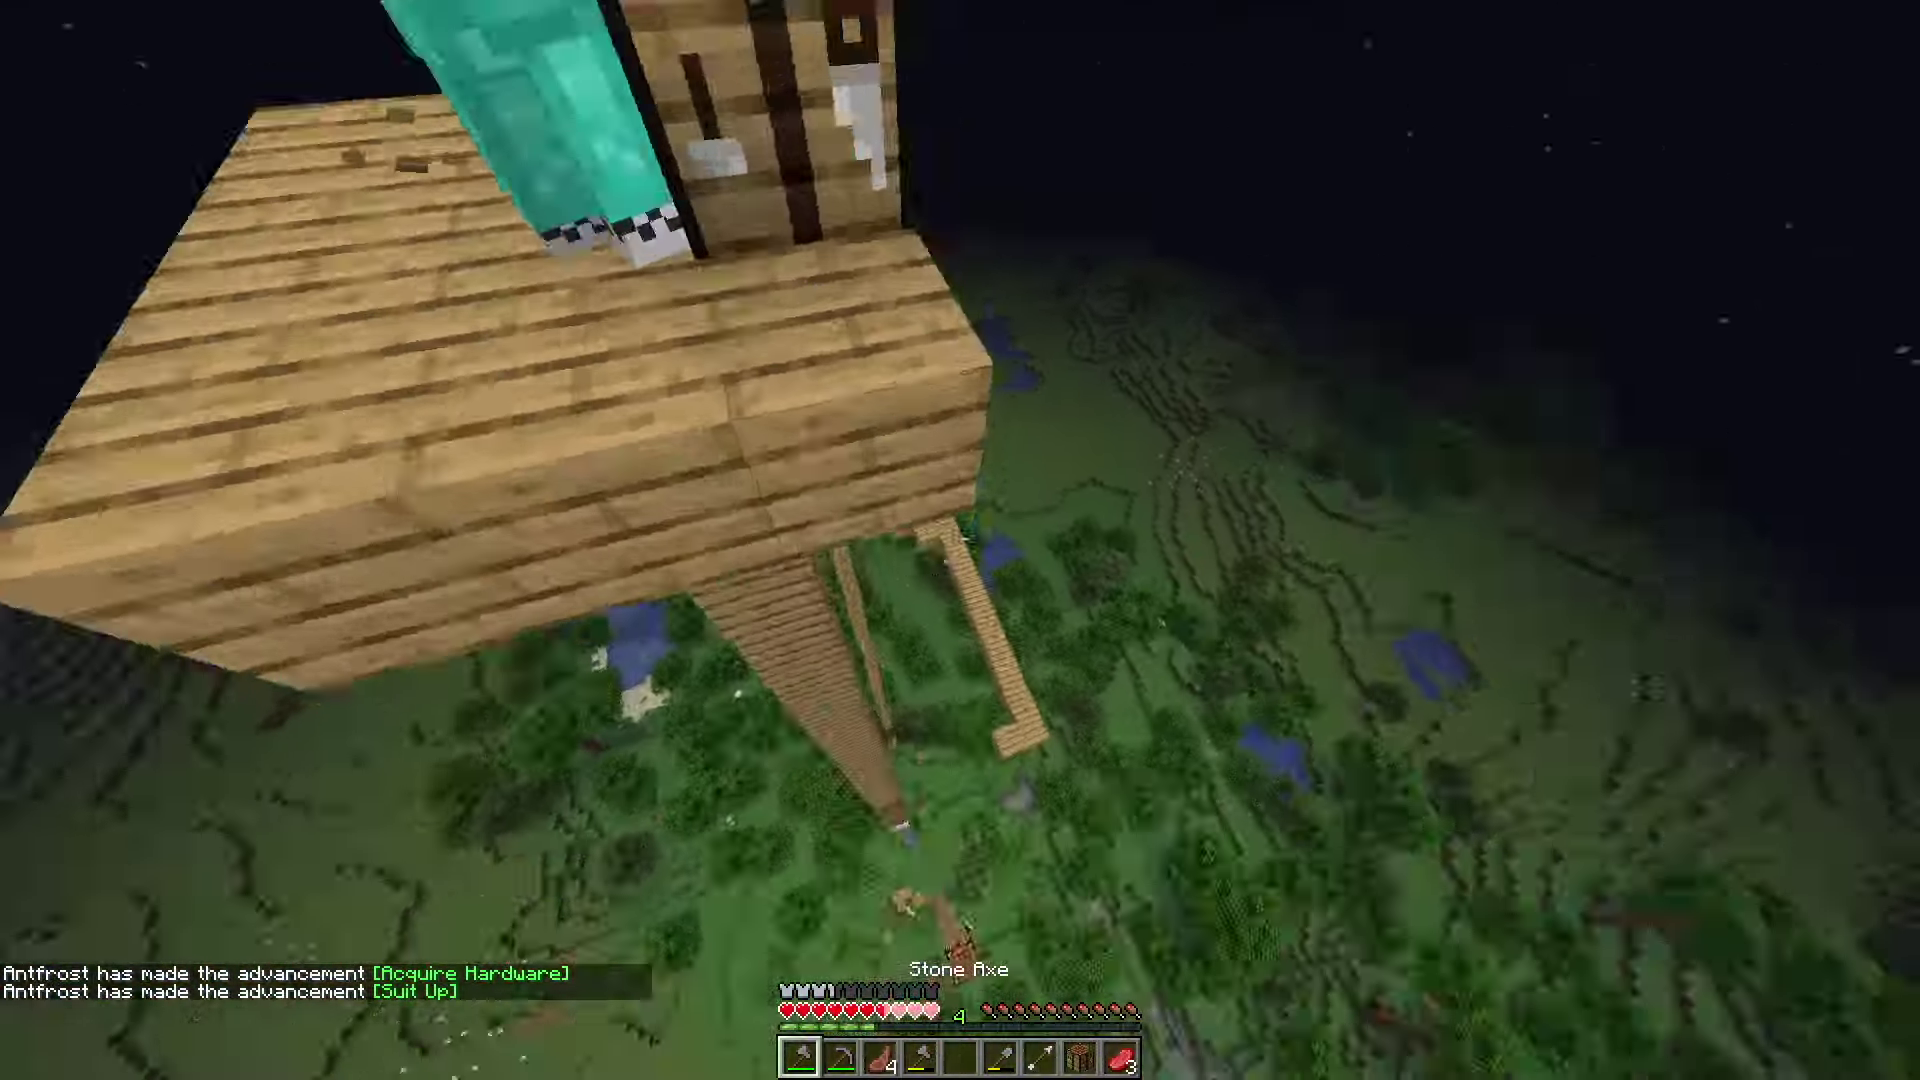 Antfrost has made the advancement [Acquire Hardware]
Antfrost has made the advancement [Suit Up]
Stone Axe
4
4
3